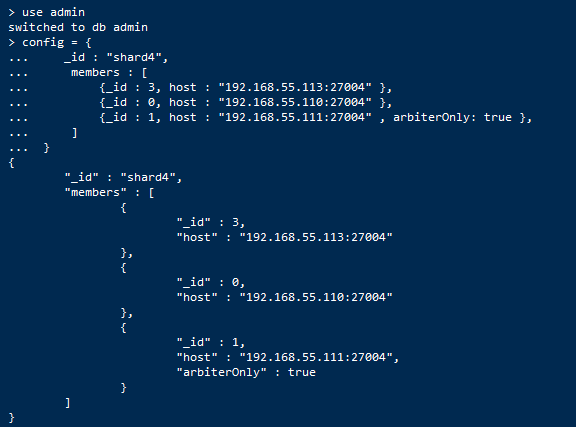 > use admin
switched to db admin
> config = {
...     _id : "shard4",
...      members : [
...          {_id : 3, host : "192.168.55.113:27004" },
...          {_id : 0, host : "192.168.55.110:27004" },
...          {_id : 1, host : "192.168.55.111:27004" , arbiterOnly: true },
...      ]
...  }
{
        "_id" : "shard4",
        "members" : [
                {
                        "_id" : 3,
                        "host" : "192.168.55.113:27004"
                },
                {
                        "_id" : 0,
                        "host" : "192.168.55.110:27004"
                },
                {
                        "_id" : 1,
                        "host" : "192.168.55.111:27004",
                        "arbiterOnly" : true
                }
        ]
}